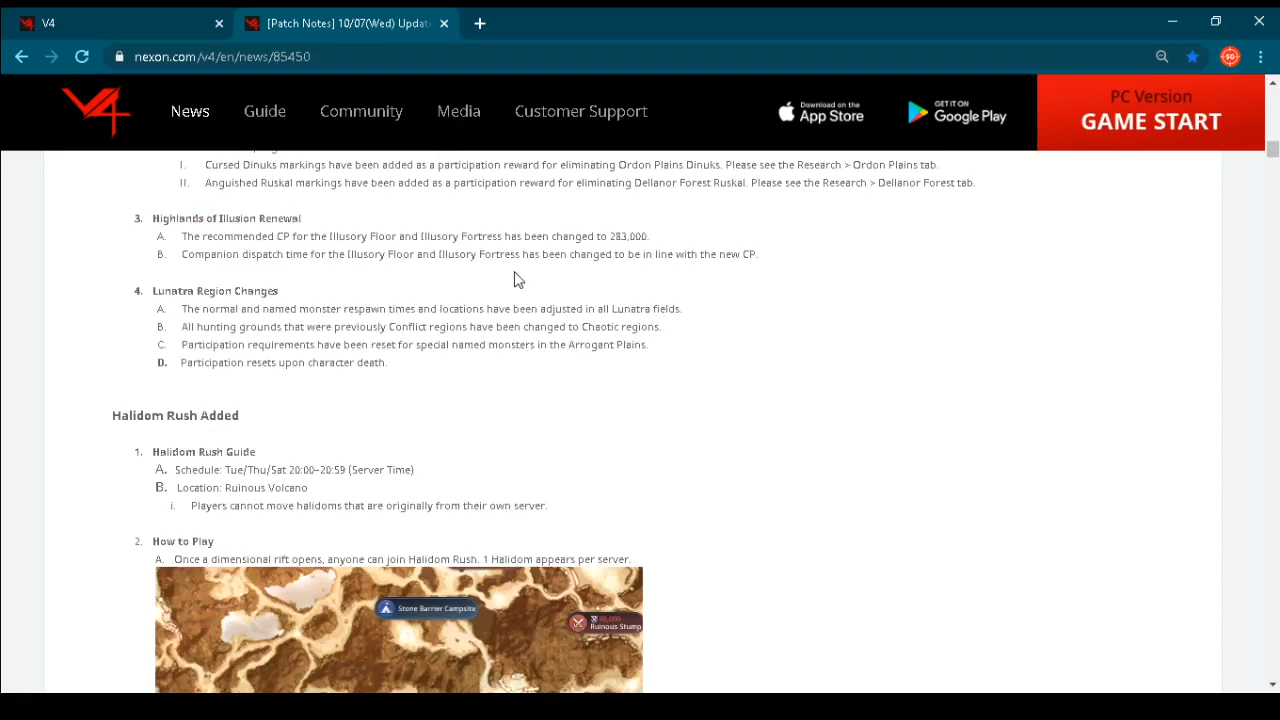 V4
[Patch Notes] 10/07(Wed) Updat
nexon.com/v4/en/news/85450
V4
News
Guide
Community
Media
Customer Support
Download on the
App Store
GET IT ON
Google Play
PC Version
GAME START
I. Cursed Dinuks markings have been added as a participation reward for eliminating Ordon Plains Dinuks. Please see the Research > Ordon Plains tab.
II. Anguished Ruskal markings have been added as a participation reward for eliminating Dellanor Forest Ruskal. Please see the Research > Dellanor Forest tab.
3. Highlands of Illusion Renewal
A. The recommended CP for the Illusory Floor and Illusory Fortress has been changed to 283,000.
B. Companion dispatch time for the Illusory Floor and Illusory Fortress has been changed to be in line with the new CP.
4. Lunatra Region Changes
A. The normal and named monster respawn times and locations have been adjusted in all Lunatra fields.
B. All hunting grounds that were previously Conflict regions have been changed to Chaotic regions.
C. Participation requirements have been reset for special named monsters in the Arrogant Plains.
D. Participation resets upon character death.
Halidom Rush Added
1. Halidom Rush Guide
A. Schedule: Tue/Thu/Sat 20:00–20:59 (Server Time)
B. Location: Ruinous Volcano
i. Players cannot move halidoms that are originally from their own server.
2. How to Play
A. Once a dimensional rift opens, anyone can join Halidom Rush. 1 Halidom appears per server.
Stone Barrier Campsite
Ruinous Stump